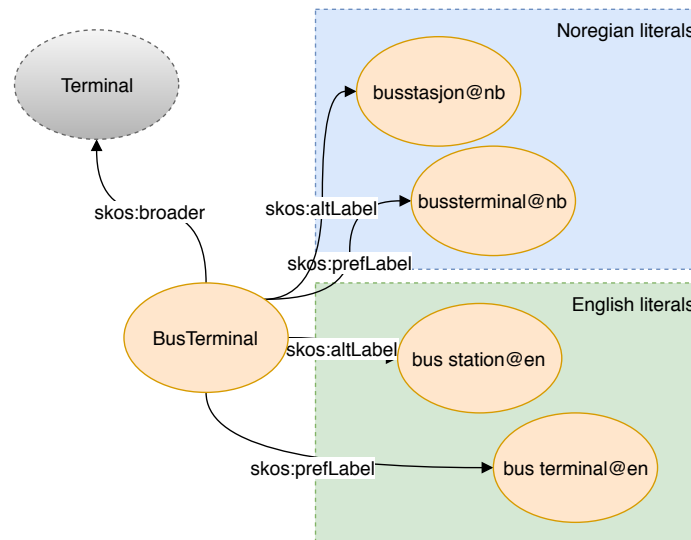 Noregian literals
Terminal
busstasjon@nb
skos:altLabel
bussterminal@nb
skos:broader
skos:prefLabel
English literals
BusTerminal
skos:altLabel
bus station@en
skos:prefLabel
bus terminal@en